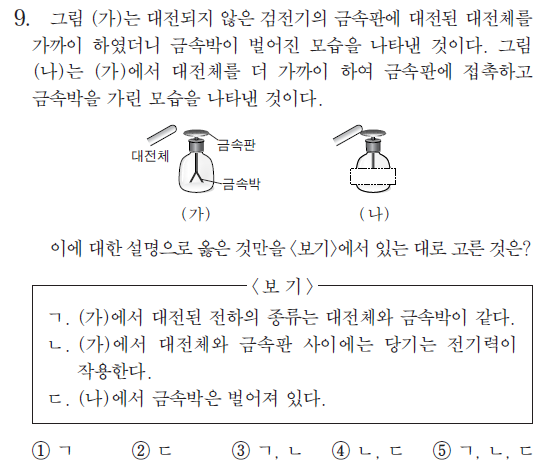 9. 그림 (가)는 대전되지 않은 검전기의 금속판에 대전된 대전체를
가까이 하였더니 금속박이 벌어진 모습을 나타낸 것이다. 그림
(나)는 (가)에서 대전체를 더 가까이 하여 금속판에 접촉하고
금속박을 가린 모습을 나타낸 것이다.
대전체
금속판
금속박
(가)
(나)
이에 대한 설명으로 옳은 것만을 <보기>에서 있는 대로 고른 것은?
<보 기>
ㄱ. (가)에서 대전된 전하의 종류는 대전체와 금속박이 같다.
ㄴ. (가)에서 대전체와 금속판 사이에는 당기는 전기력이
작용한다.
ㄷ. (나)에서 금속박은 벌어져 있다.
① ㄱ ② ㄷ ③ ㄱ, ㄴ ④ ㄴ, ㄷ ⑤ ㄱ, ㄴ, ㄷ